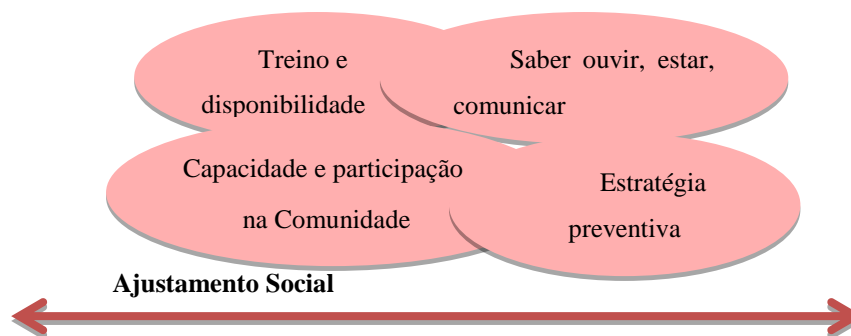 Treino e
disponibilidade
Saber ouvir, estar,
comunicar
Capacidade e participação
na Comunidade
Estratégia
preventiva
Ajustamento Social